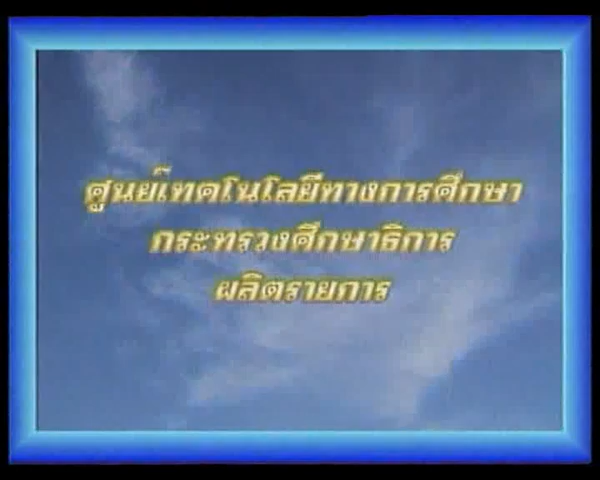 ศูนย์เทคโนโลยีทางการศึกษา
กระทรวงศึกษาธิการ
ผลิตรายการ